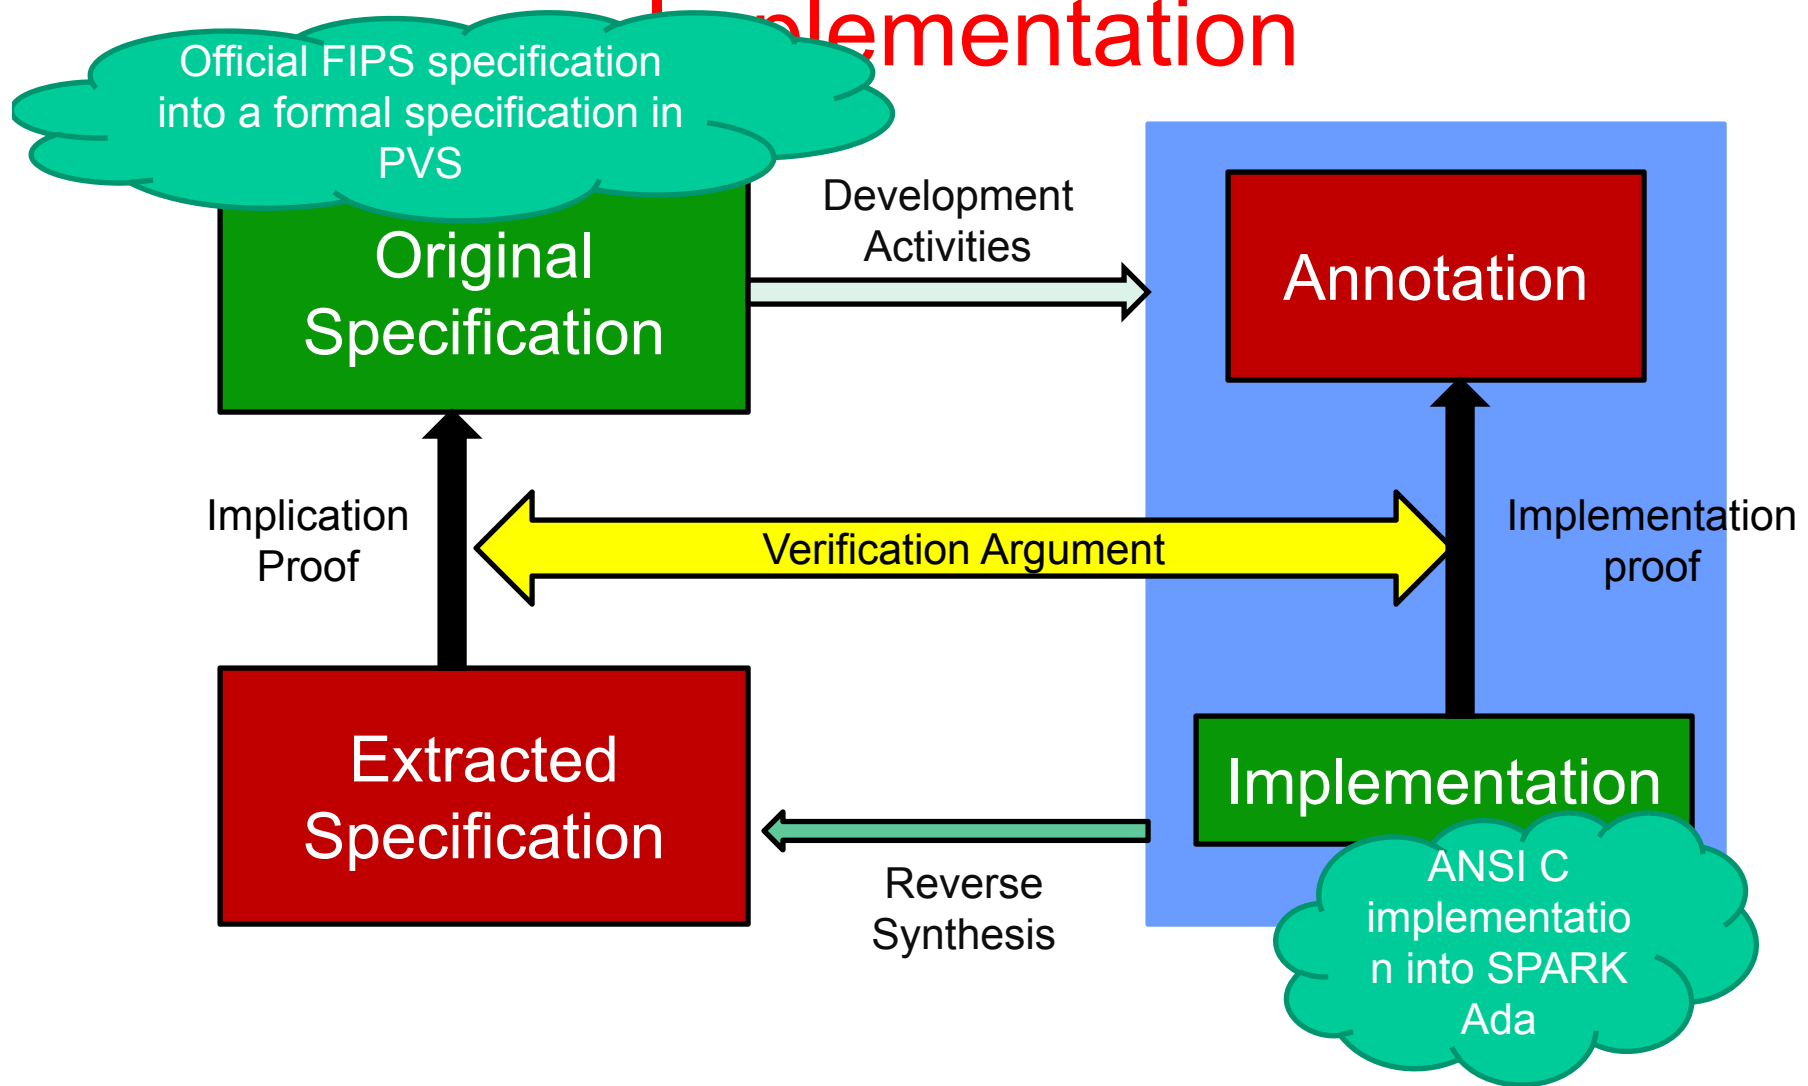 Implementation
Official FIPS specification
into a formal specification in
PVS
Original
Specification
Development
Activities
Annotation
Implication
Proof
Verification Argument
Implementation
proof
Extracted
Specification
Reverse
Synthesis
Implementation
ANSI C
implementatio
n into SPARK
Ada